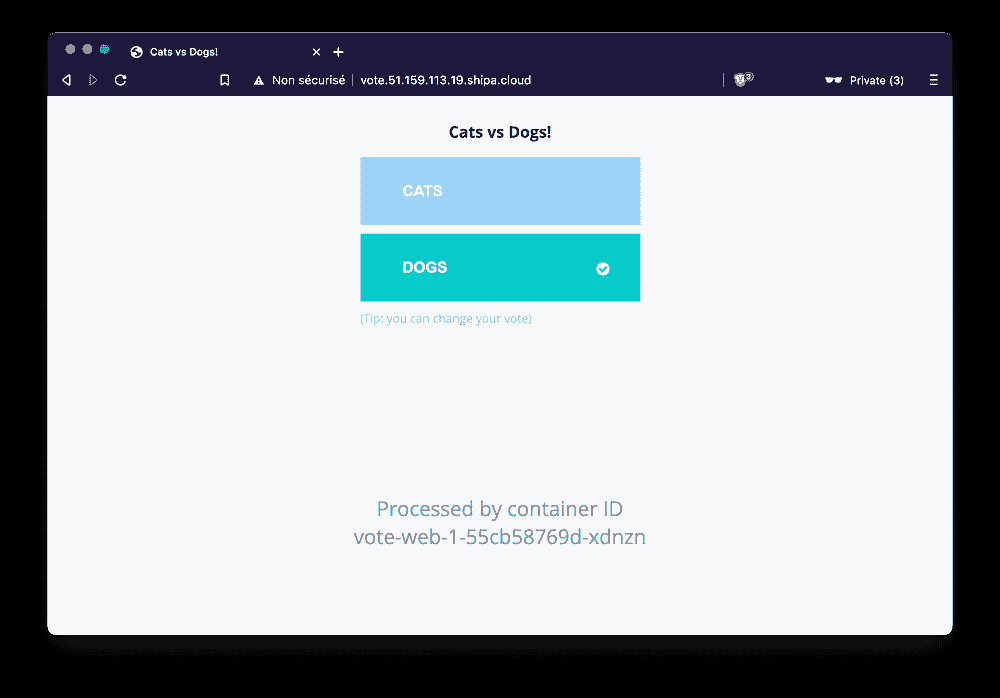 Cats vs Dogs!
Non sécurisé vote.51.159.113.19.shipa.cloud 3 Private (3)
Cats vs Dogs!
CATS
DOGS
(Tip: you can change your vote)
Processed by container ID
vote-web-1-55cb58769d-xdnzn